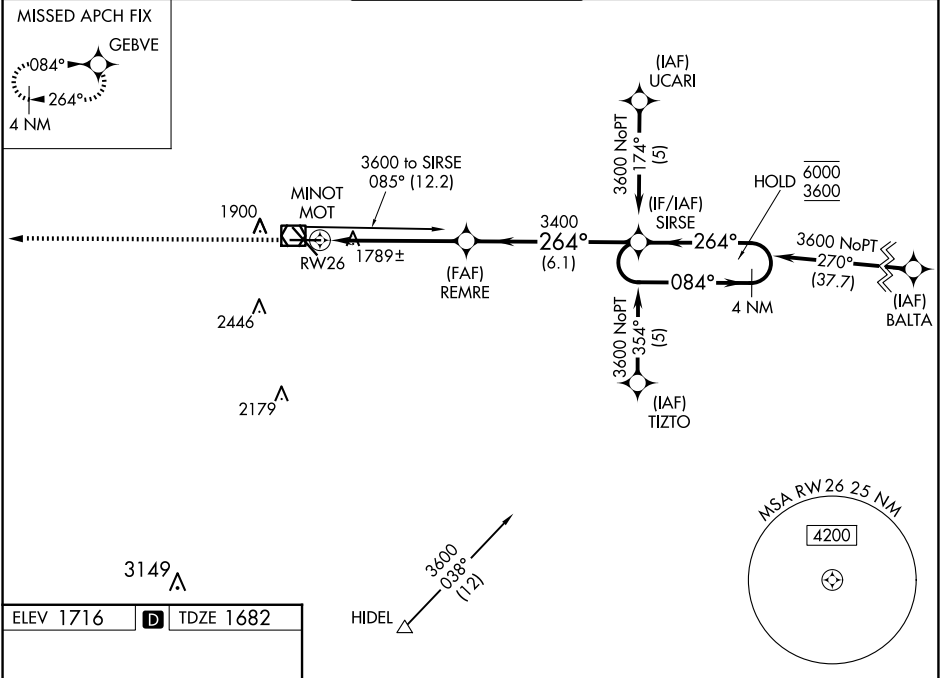 MISSED APCH FIX
GEBVE
084°
264°
4 NM
(IAF)
UCARI
3600 NoPT
174°
(5)
3600 to SIRSE
085° (12.2)
HOLD
6000
3600
MINOT
MOT
1900
(IF/IAF)
SIRSE
3400
264°
(6.1)
264°
3600 NoPT
270°
(37.7)
RW26
1789±
(FAF)
REMRE
084°
4 NM
(IAF)
BALTA
2446
3600 NoPT
354°
(5)
2179
(IAF)
TIZTO
MSA RW26 25 NM
4200
3149
3600
038°
(12)
HIDEL
ELEV 1716 D TDZE 1682